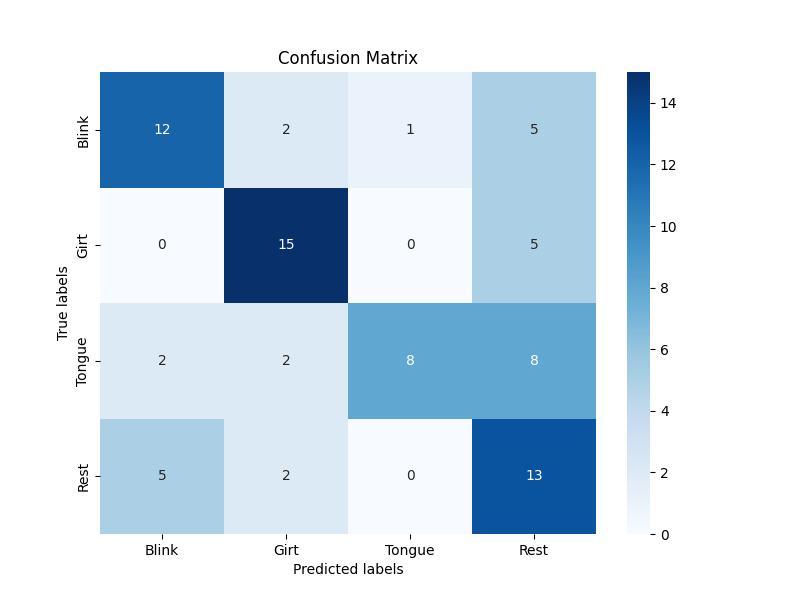 Confusion Matrix
True labels
Blink
12 2 1 5
Girt
0 15 0 5
Tongue
2 2 8 8
Rest
5 2 0 13
Blink Girt Tongue Rest
Predicted labels
14
12
10
8
6
4
2
0